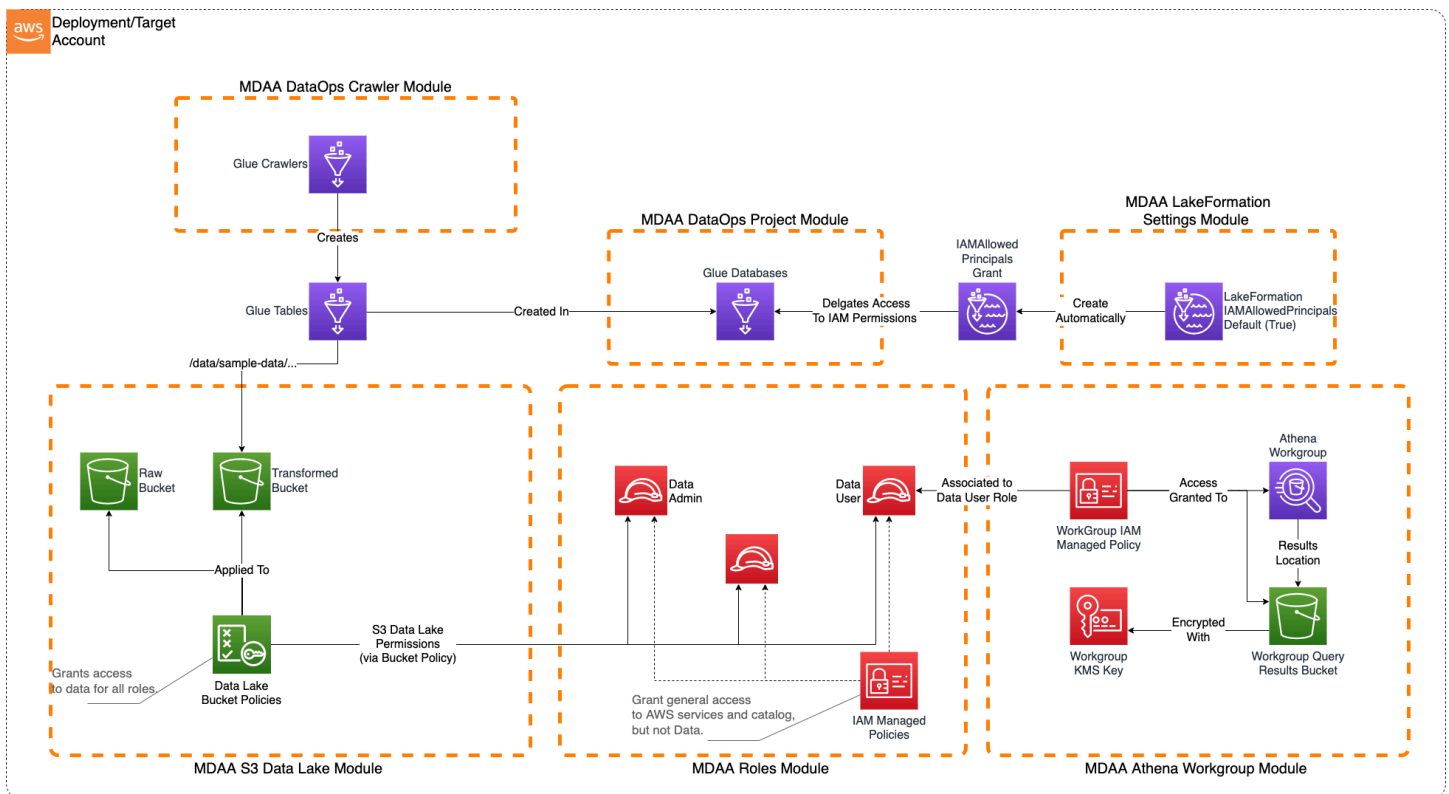 aws
Deployment/Target
Account
MDAA DataOps Crawler Module
Glue Crawlers
Creates
Glue Tables
Created In
/data/sample-data/...
MDAA DataOps Project Module
Glue Databases
Delgates Access
To IAM Permissions
IAMAllowed
Principals
Grant
MDAA LakeFormation
Settings Module
Create
Automatically
LakeFormation
IAMAllowedPrincipals
Default (True)
Raw
Bucket
Transformed
Bucket
Applied To
Data Lake
Bucket Policies
Grants access
to data for all roles.
S3 Data Lake
Permissions
(via Bucket Policy)
MDAA S3 Data Lake Module
Data
Admin
Data
User
IAM Managed
Policies
Grant general access
to AWS services and catalog,
but not Data.
MDAA Roles Module
Associated to
Data User Role
WorkGroup IAM
Managed Policy
Access
Granted To
Athena
Workgroup
Results
Location
Encrypted
With
Workgroup
KMS Key
Workgroup Query
Results Bucket
MDAA Athena Workgroup Module